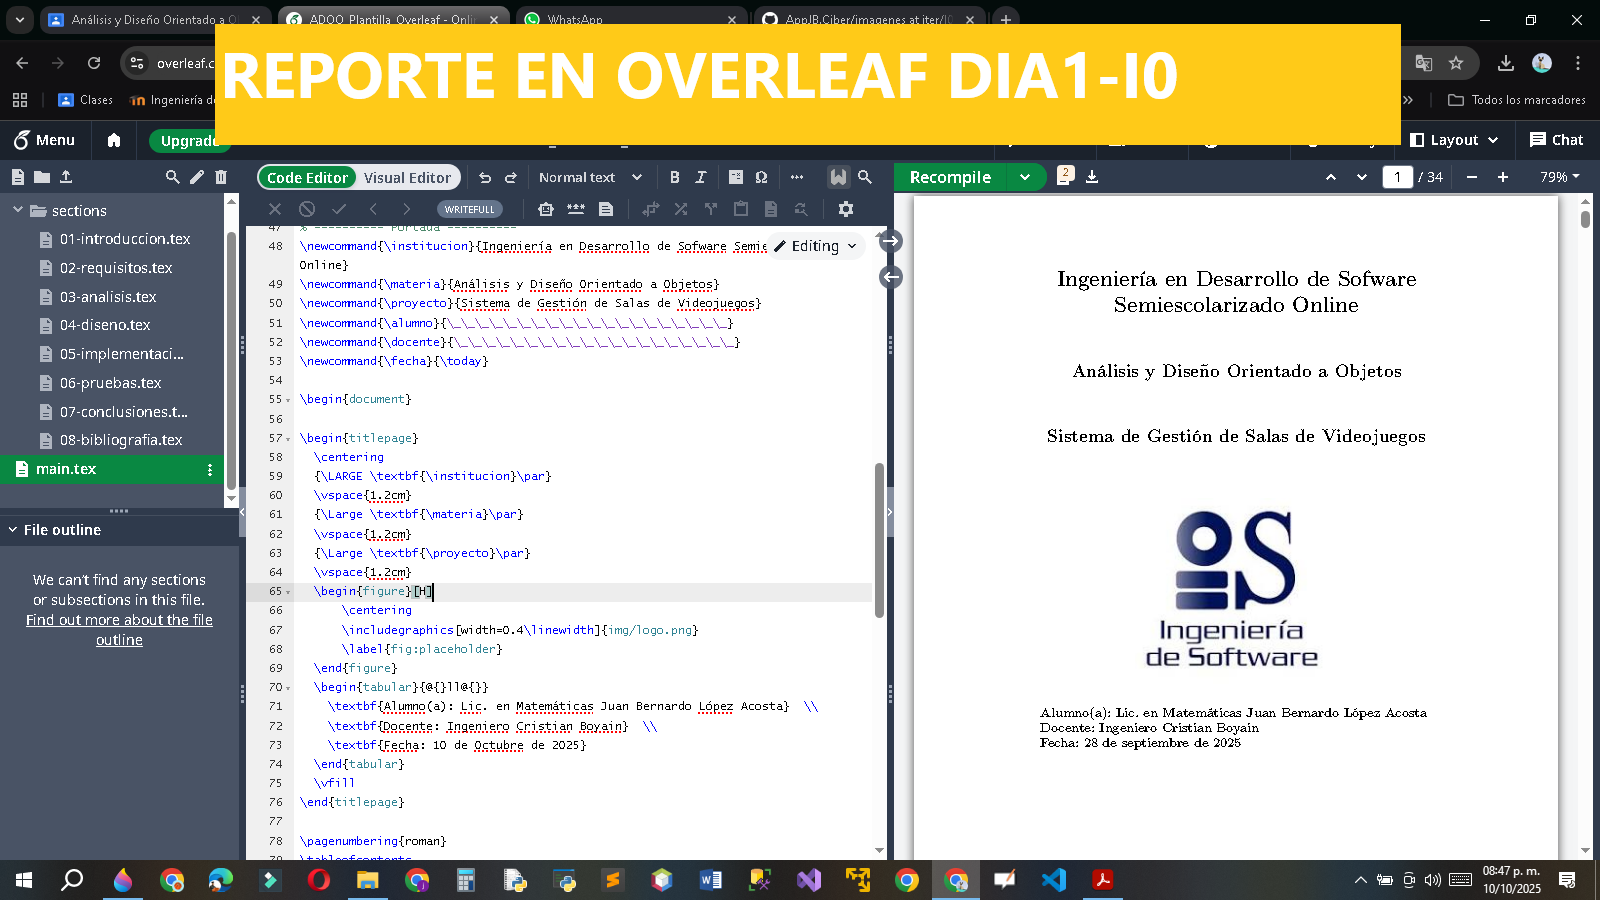 Análisis y Diseño Orientado a O
ADOO_Plantilla_Overleaf - Onli
WhatsApp
AppJB.Ciber/imagenes at iter/I0
overleaf.c
REPORTE EN OVERLEAF DIA1-I0
Clases
Ingeniería de
Todos los marcadores
Menu
Upgrade
Layout
Chat
Code Editor
Visual Editor
Normal text
Recompile
2
1 / 34
79%
WRITEFULL
Editing
sections
01-introduccion.tex
02-requisitos.tex
03-analisis.tex
04-diseno.tex
05-implementaci...
06-pruebas.tex
07-conclusiones.t...
08-bibliografia.tex
main.tex
File outline
We can't find any sections
or subsections in this file.
Find out more about the file
outline
47 % ---------- Portada ----------
48 \newcommand{\institucion}{Ingeniería en Desarrollo de Sofware Semie
Online}
49 \newcommand{\materia}{Análisis y Diseño Orientado a Objetos}
50 \newcommand{\proyecto}{Sistema de Gestión de Salas de Videojuegos}
51 \newcommand{\alumno}{\_\_\_\_\_\_\_\_\_\_\_\_\_\_\_\_\_\_\_\_}
52 \newcommand{\docente}{\_\_\_\_\_\_\_\_\_\_\_\_\_\_\_\_\_\_\_\_}
53 \newcommand{\fecha}{\today}
54
55 \begin{document}
56
57 \begin{titlepage}
58 \centering
59 {\LARGE \textbf{\institucion}\par}
60 \vspace{1.2cm}
61 {\Large \textbf{\materia}\par}
62 \vspace{1.2cm}
63 {\Large \textbf{\proyecto}\par}
64 \vspace{1.2cm}
65 \begin{figure}[H]
66 \centering
67 \includegraphics[width=0.4\linewidth]{img/logo.png}
68 \label{fig:placeholder}
69 \end{figure}
70 \begin{tabular}{@{}ll@{}}
71 \textbf{Alumno(a): Lic. en Matemáticas Juan Bernardo López Acosta} \\
72 \textbf{Docente: Ingeniero Cristian Boyain} \\
73 \textbf{Fecha: 10 de Octubre de 2025}
74 \end{tabular}
75 \vfill
76 \end{titlepage}
77
78 \pagenumbering{roman}
79 \tableofcontents
Ingeniería en Desarrollo de Sofware
Semiescolarizado Online
Análisis y Diseño Orientado a Objetos
Sistema de Gestión de Salas de Videojuegos
Ingeniería
de Software
Alumno(a): Lic. en Matemáticas Juan Bernardo López Acosta
Docente: Ingeniero Cristian Boyain
Fecha: 28 de septiembre de 2025
08:47 p. m.
10/10/2025